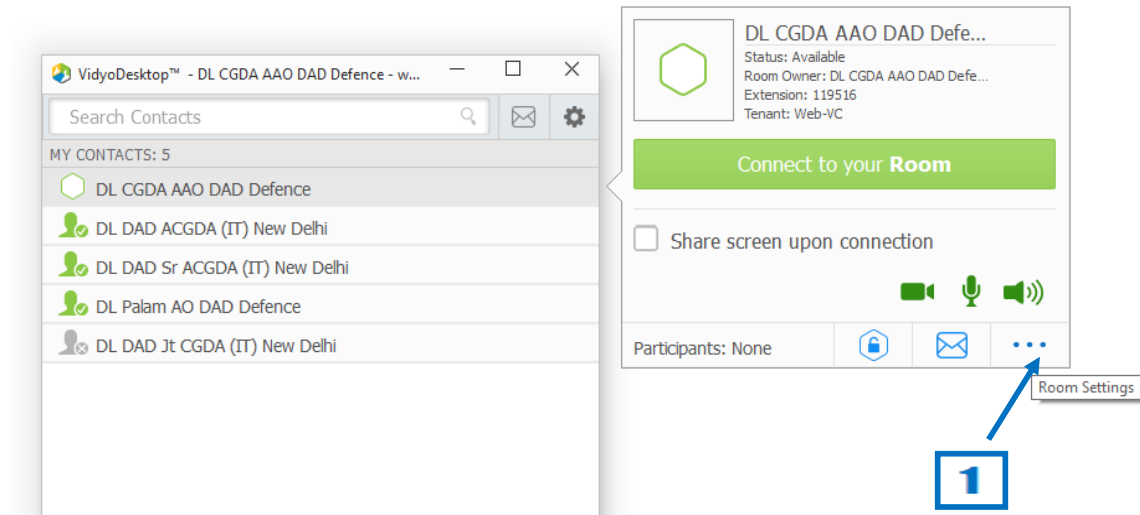 VidyoDesktop™ - DL CGDA AAO DAD Defence - w...
Search Contacts
MY CONTACTS: 5
DL CGDA AAO DAD Defence
DL DAD ACGDA (IT) New Delhi
DL DAD Sr ACGDA (IT) New Delhi
DL Palam AO DAD Defence
DL DAD Jt CGDA (IT) New Delhi
DL CGDA AAO DAD Defe...
Status: Available
Room Owner: DL CGDA AAO DAD Defe...
Extension: 119516
Tenant: Web-VC
Connect to your Room
Share screen upon connection
Participants: None
Room Settings
1